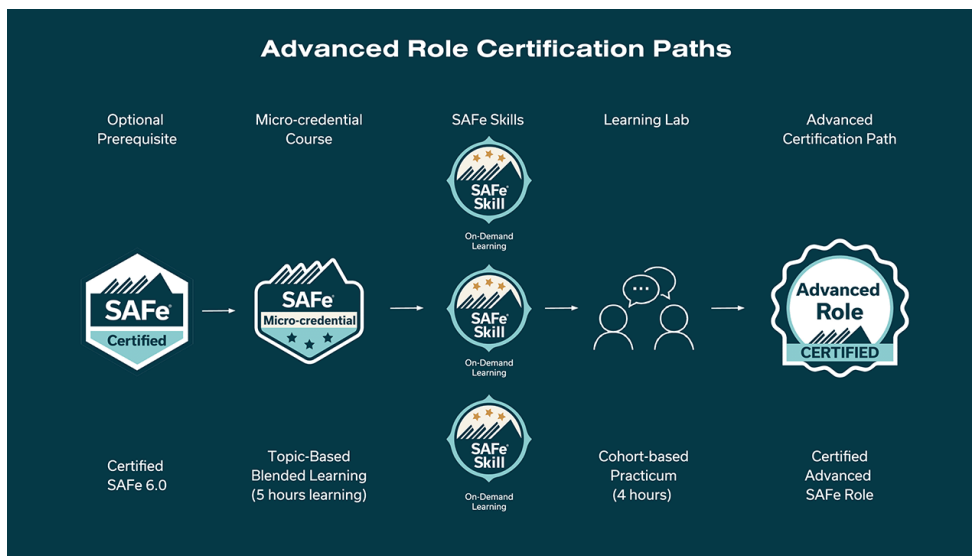 Advanced Role Certification Paths
Optional
Prerequisite
Micro-credential
Course
SAFe Skills
Learning Lab
Advanced
Certification Path
SAFe®
Skill
On-Demand
Learning
SAFe®
Certified
SAFe®
Micro-credential
SAFe®
Skill
On-Demand
Learning
Advanced
Role
CERTIFIED
SAFe®
Skill
On-Demand
Learning
Certified
SAFe 6.0
Topic-Based
Blended Learning
(5 hours learning)
Cohort-based
Practicum
(4 hours)
Certified
Advanced
SAFe Role